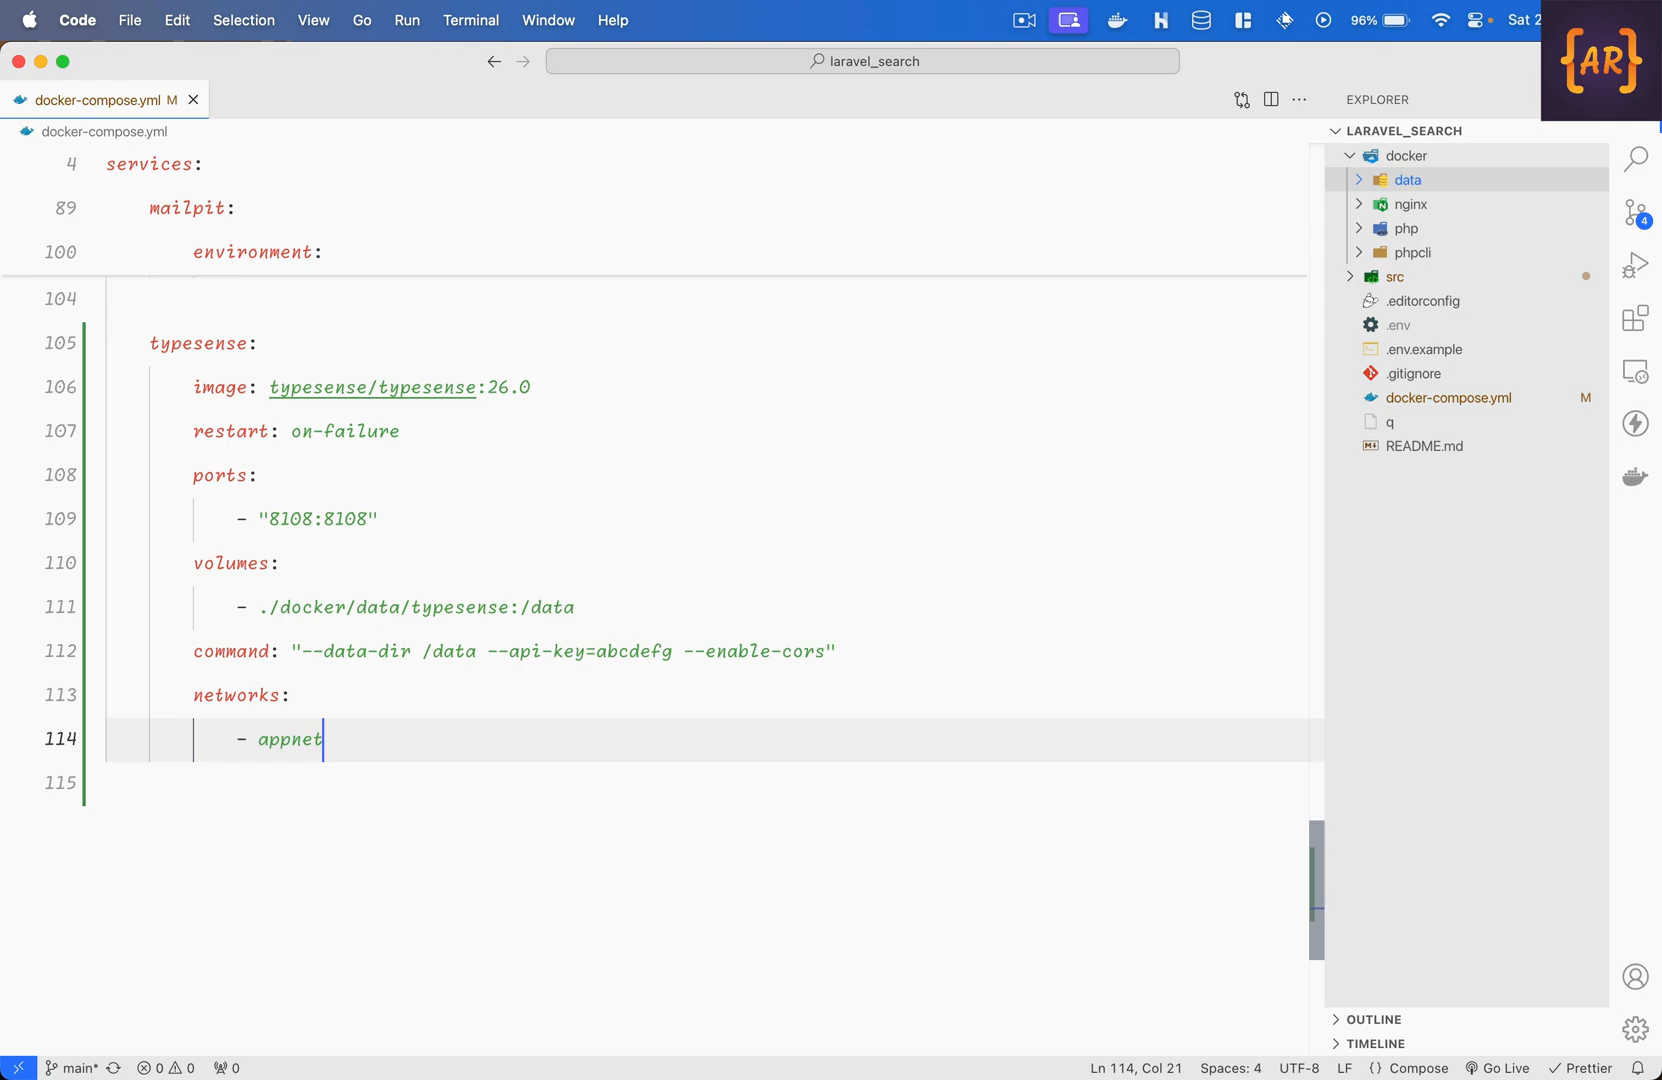 Code File Edit Selection View Go Run Terminal Window Help 96% Sat 2
{AR}
laravel_search
docker-compose.yml M
EXPLORER
docker-compose.yml
LARAVEL_SEARCH
4 services:
89 mailpit:
100 environment:
104
105 typesense:
106 image: typesense/typesense:26.0
107 restart: on-failure
108 ports:
109 - "8108:8108"
110 volumes:
111 - ./docker/data/typesense:/data
112 command: "--data-dir /data --api-key=abcdefg --enable-cors"
113 networks:
114 - appnet
115
docker
data
nginx
php
phpcli
src
.editorconfig
.env
.env.example
.gitignore
docker-compose.yml M
q
README.md
4
OUTLINE
TIMELINE
main* 0 0 0 Ln 114, Col 21 Spaces: 4 UTF-8 LF {} Compose Go Live Prettier